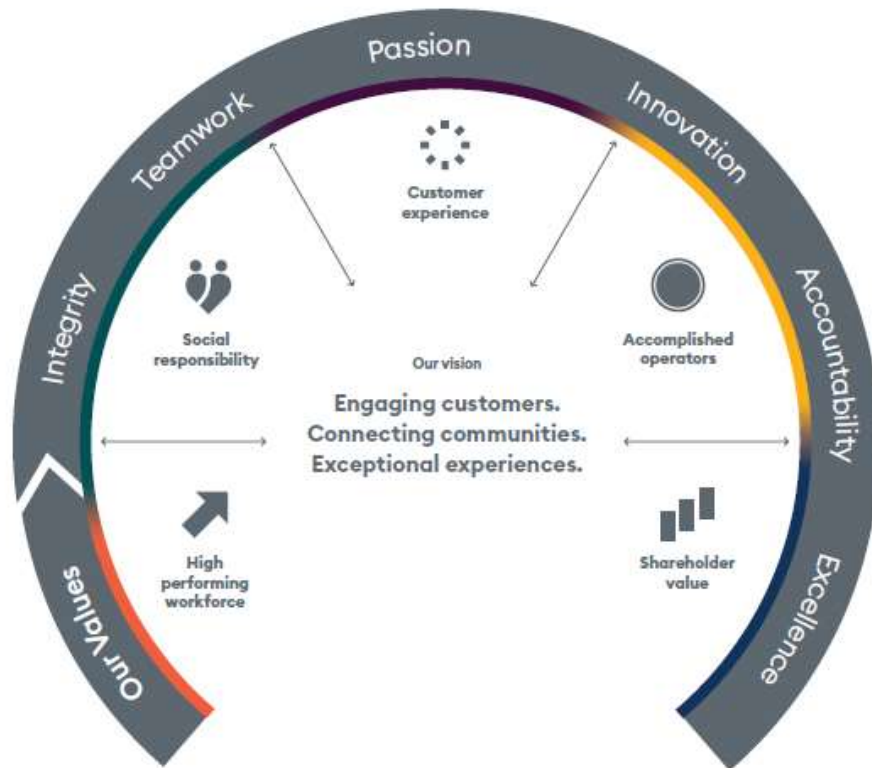 Our Values
Integrity
Teamwork
Passion
Innovation
Accountability
Excellence
Customer
experience
Social
responsibility
Accomplished
operators
Our vision
Engaging customers.
Connecting communities.
Exceptional experiences.
High
performing
workforce
Shareholder
value